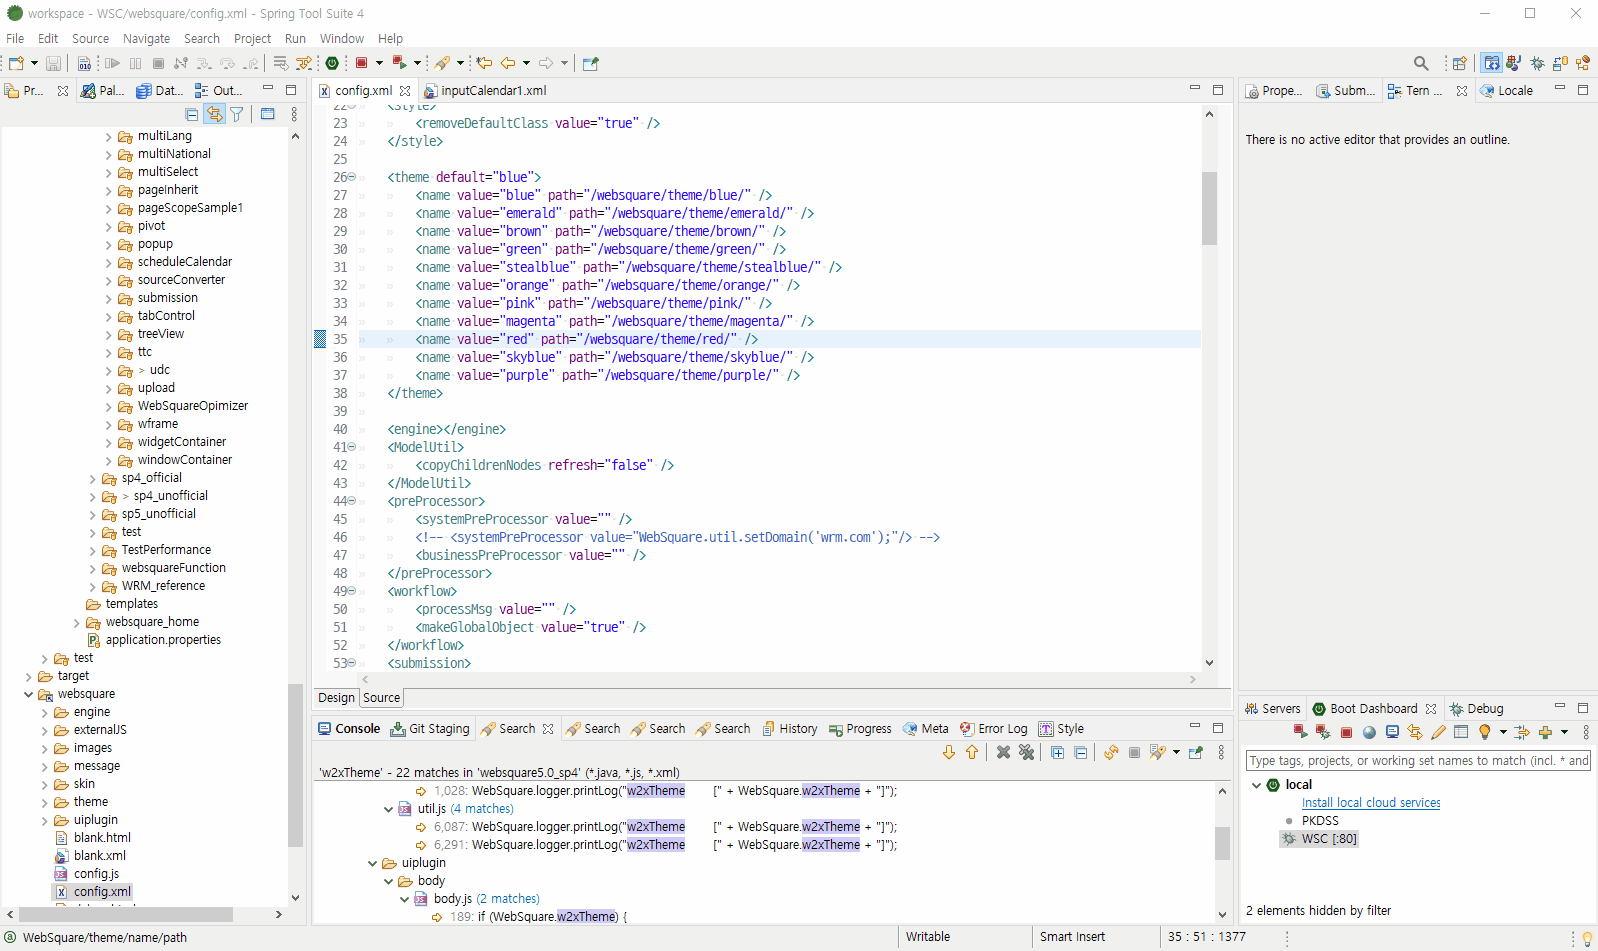 workspace - WSC/websquare/config.xml - Spring Tool Suite 4
File Edit Source Navigate Search Project Run Window Help
Pr... Pal... Dat... Out...
multiLang
multiNational
multiSelect
pageInherit
pageScopeSample1
pivot
popup
scheduleCalendar
sourceConverter
submission
tabControl
treeView
ttc
> udc
upload
WebSquareOpimizer
wframe
widgetContainer
windowContainer
sp4_official
> sp4_unofficial
sp5_unofficial
test
TestPerformance
websquareFunction
WRM_reference
templates
websquare_home
application.properties
test
target
websquare
engine
externalJS
images
message
skin
theme
uiplugin
blank.html
blank.xml
config.js
config.xml
config.xml inputCalendar1.xml
22 <style>
23 <removeDefaultClass value="true" />
24 </style>
25
26 <theme default="blue">
27 <name value="blue" path="/websquare/theme/blue/" />
28 <name value="emerald" path="/websquare/theme/emerald/" />
29 <name value="brown" path="/websquare/theme/brown/" />
30 <name value="green" path="/websquare/theme/green/" />
31 <name value="stealblue" path="/websquare/theme/stealblue/" />
32 <name value="orange" path="/websquare/theme/orange/" />
33 <name value="pink" path="/websquare/theme/pink/" />
34 <name value="magenta" path="/websquare/theme/magenta/" />
35 <name value="red" path="/websquare/theme/red/" />
36 <name value="skyblue" path="/websquare/theme/skyblue/" />
37 <name value="purple" path="/websquare/theme/purple/" />
38 </theme>
39
40 <engine></engine>
41 <ModelUtil>
42 <copyChildrenNodes refresh="false" />
43 </ModelUtil>
44 <preProcessor>
45 <systemPreProcessor value="" />
46 <!-- <systemPreProcessor value="WebSquare.util.setDomain('wrm.com');"/> -->
47 <businessPreProcessor value="" />
48 </preProcessor>
49 <workflow>
50 <processMsg value="" />
51 <makeGlobalObject value="true" />
52 </workflow>
53 <submission>
Design Source
Console Git Staging Search Search Search Search History Progress Meta Error Log Style
'w2xTheme' - 22 matches in 'websquare5.0_sp4' (*.java, *.js, *.xml)
1,028: WebSquare.logger.printLog("w2xTheme [" + WebSquare.w2xTheme + "]");
util.js (4 matches)
6,087: WebSquare.logger.printLog("w2xTheme [" + WebSquare.w2xTheme + "]");
6,291: WebSquare.logger.printLog("w2xTheme [" + WebSquare.w2xTheme + "]");
uiplugin
body
body.js (2 matches)
189: if (WebSquare.w2xTheme) {
Prope... Subm... Tern ... Locale
There is no active editor that provides an outline.
Servers Boot Dashboard Debug
Type tags, projects, or working set names to match (incl. * and
local
Install local cloud services
PKDSS
WSC [:80]
2 elements hidden by filter
WebSquare/theme/name/path Writable Smart Insert 35 : 51 : 1377